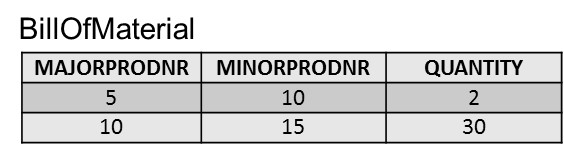 BillOfMaterial
MAJORPRODNR MINORPRODNR QUANTITY
5 10 2
10 15 30